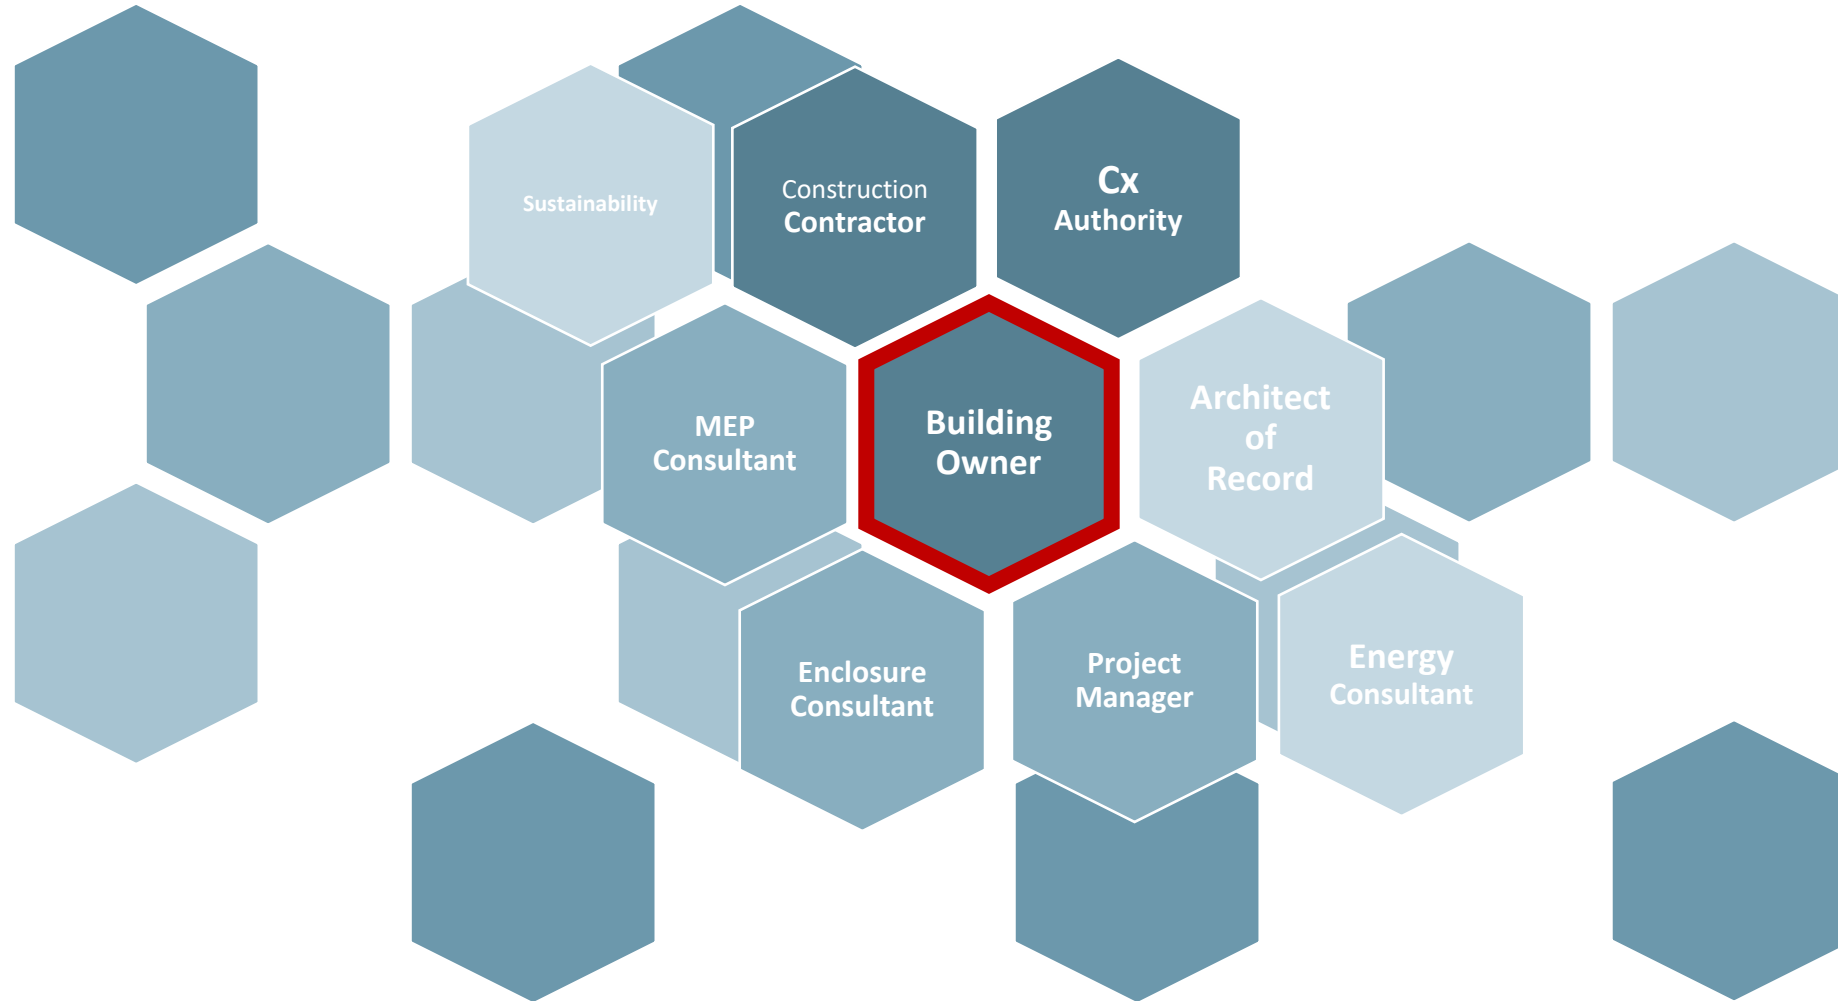 Sustainability
Construction
Contractor
Cx
Authority
MEP
Consultant
Building
Owner
Architect
of
Record
Enclosure
Consultant
Project
Manager
Energy
Consultant